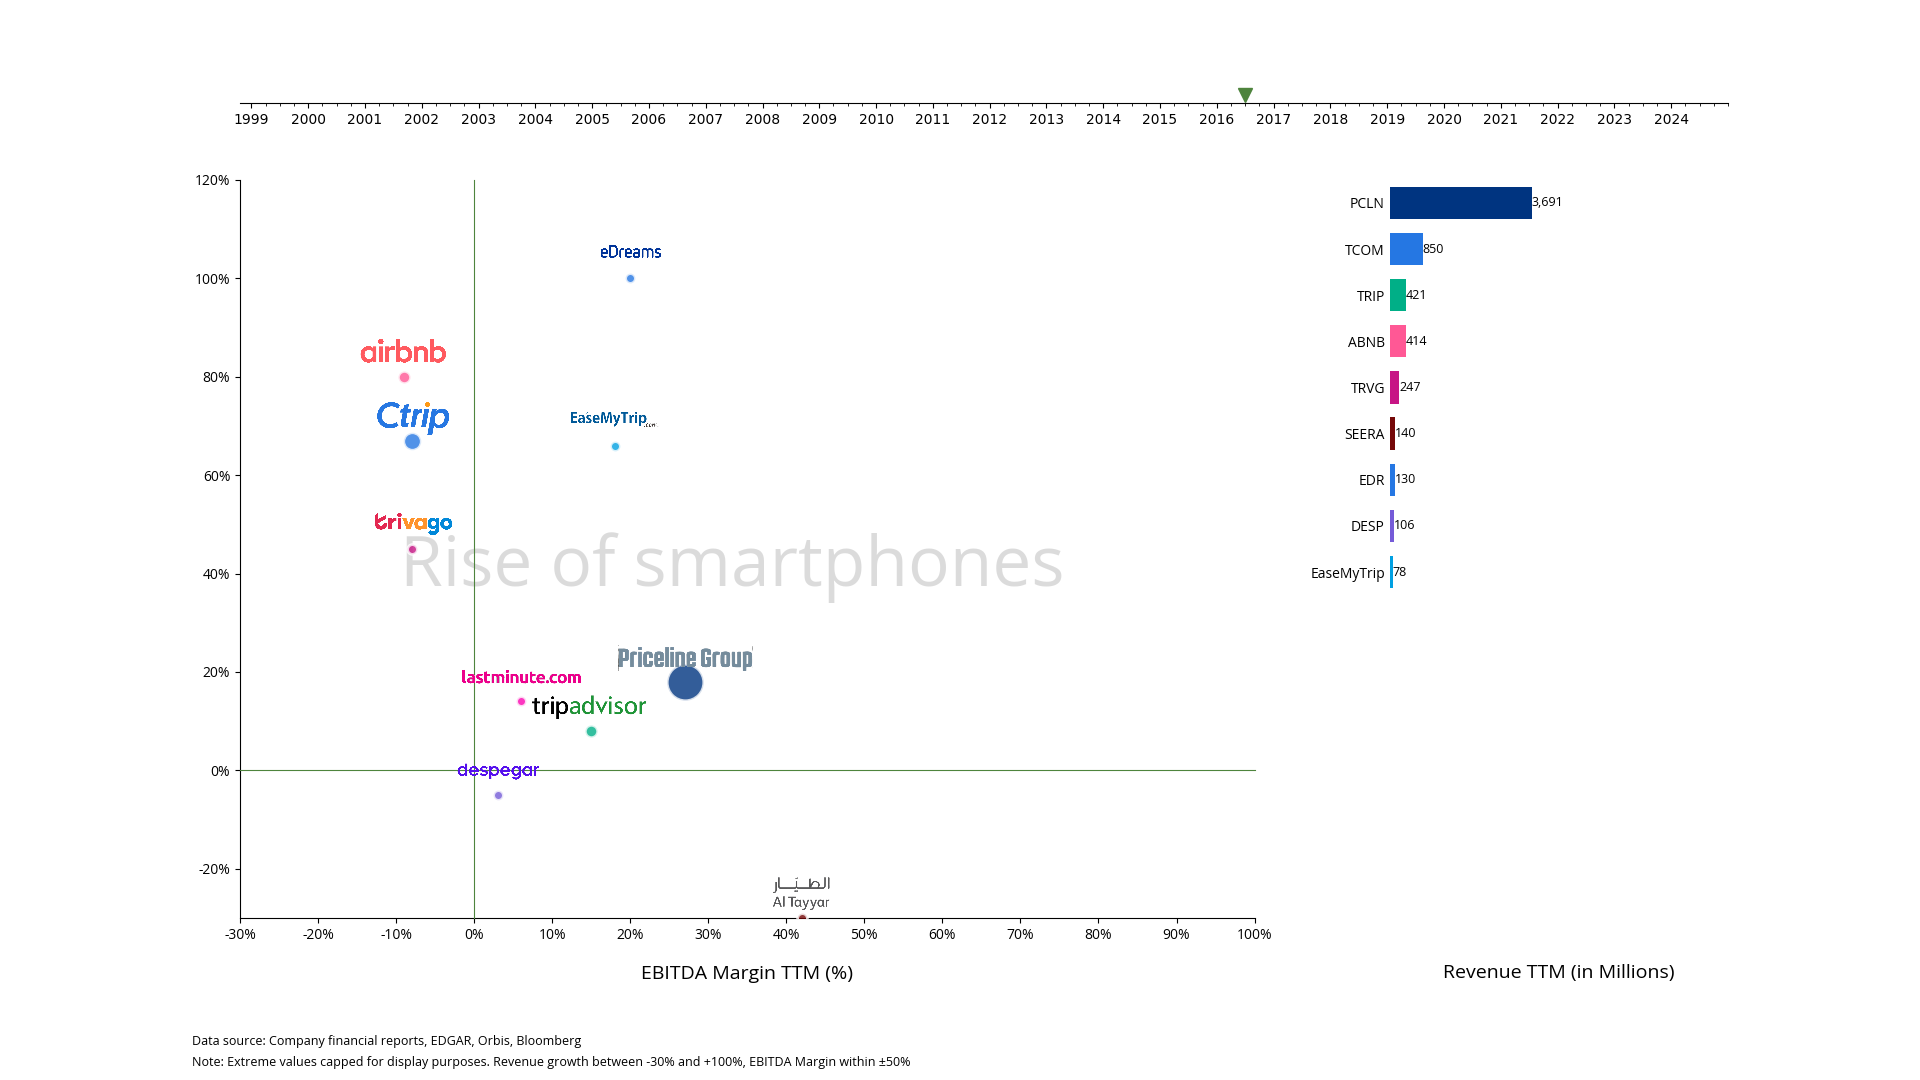 1999 2000 2001 2002 2003 2004 2005 2006 2007 2008 2009 2010 2011 2012 2013 2014 2015 2016 2017 2018 2019 2020 2021 2022 2023 2024
120%
100%
80%
60%
40%
20%
0%
-20%
-30% -20% -10% 0% 10% 20% 30% 40% 50% 60% 70% 80% 90% 100%
EBITDA Margin TTM (%)
Rise of smartphones
eDreams
airbnb
Ctrip
EaseMyTrip.com
trivago
Priceline Group
lastminute.com
tripadvisor
despegar
الطيّار
Al Tayyar
PCLN 3,691
TCOM 850
TRIP 421
ABNB 414
TRVG 247
SEERA 140
EDR 130
DESP 106
EaseMyTrip 78
Revenue TTM (in Millions)
Data source: Company financial reports, EDGAR, Orbis, Bloomberg
Note: Extreme values capped for display purposes. Revenue growth between -30% and +100%, EBITDA Margin within ±50%